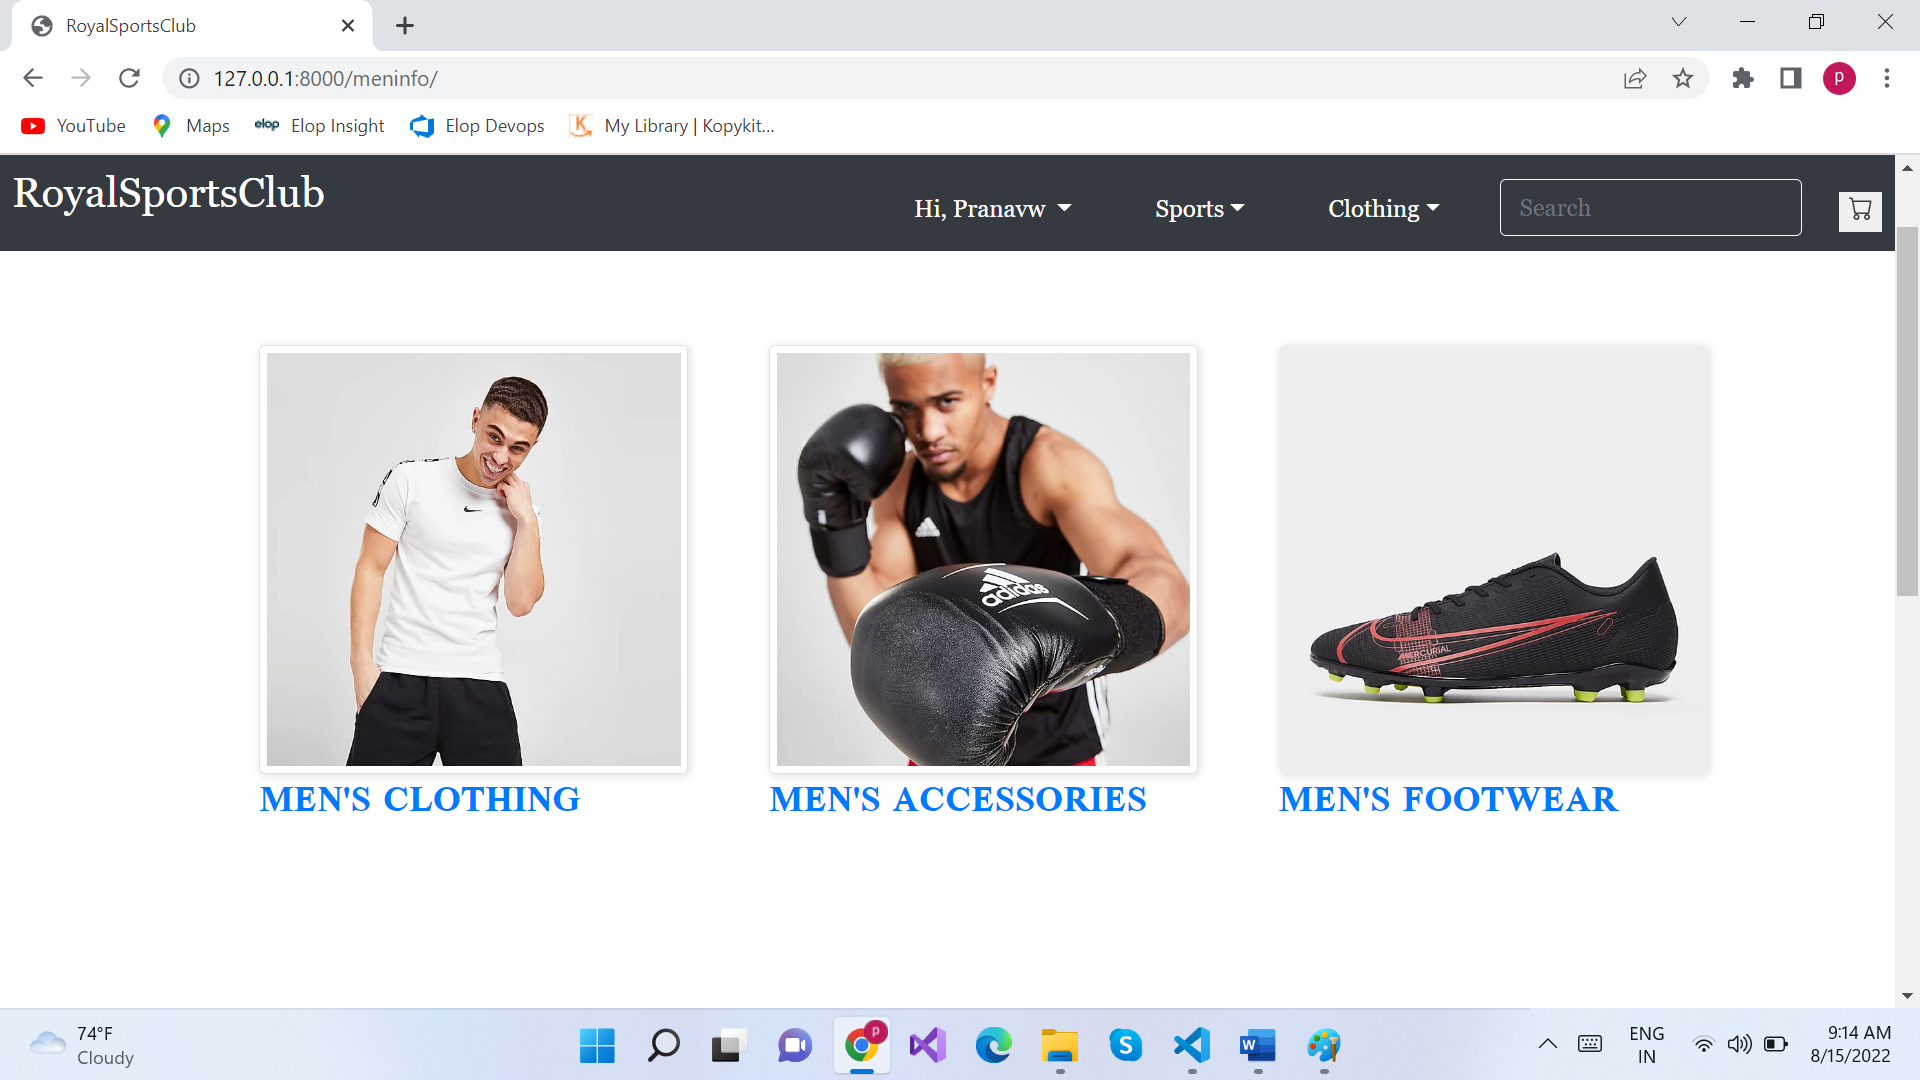 RoyalSportsClub
127.0.0.1:8000/meninfo/
P
YouTube
Maps
elop
Elop Insight
Elop Devops
K
My Library | Kopykit...
RoyalSportsClub
Hi, Pranavw
Sports
Clothing
Search
adidas
MERCURIAL
MEN'S CLOTHING
MEN'S ACCESSORIES
MEN'S FOOTWEAR
74°F
Cloudy
P
S
W
ENG
IN
9:14 AM
8/15/2022